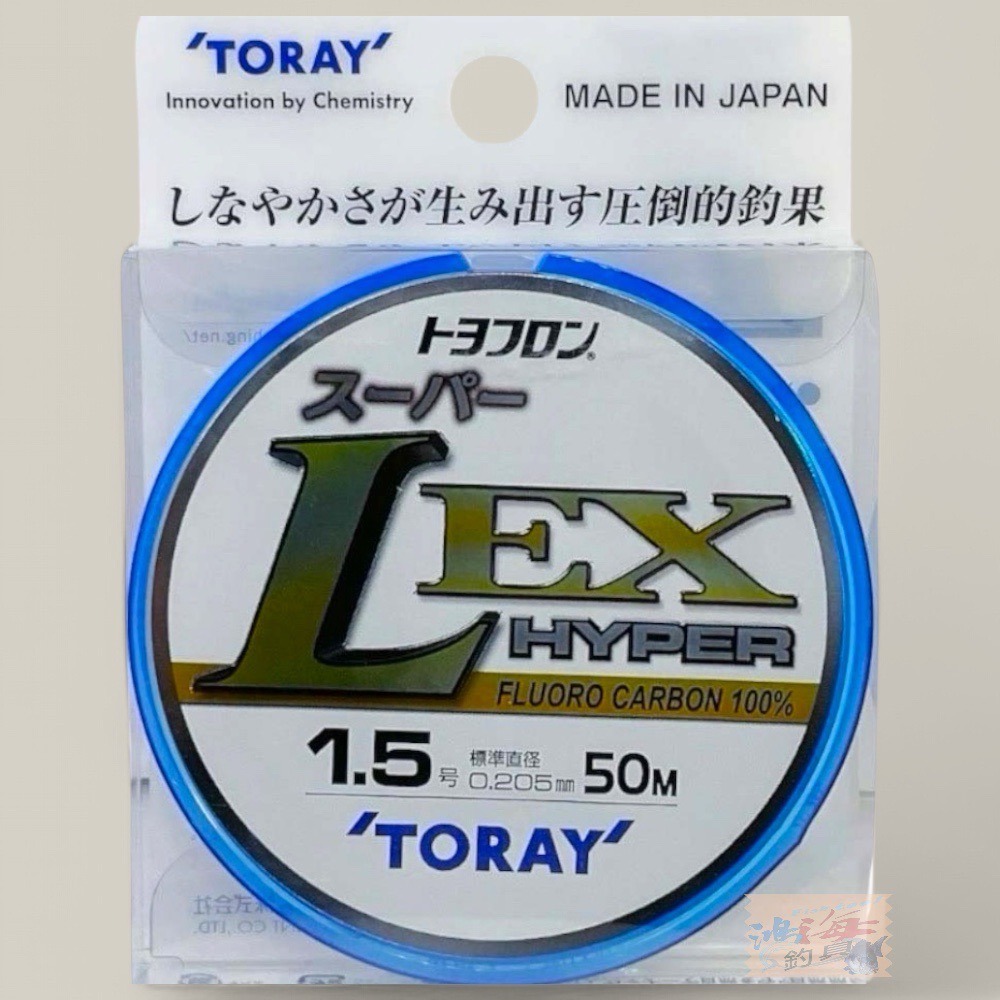 'TORAY'
Innovation by Chemistry
MADE IN JAPAN
しなやかさが生み出す圧倒的釣果
トヨフロン®
スーパー
LEX
HYPER
FLUORO CARBON 100%
1.5号 標準直径 0.205mm 50M
'TORAY'